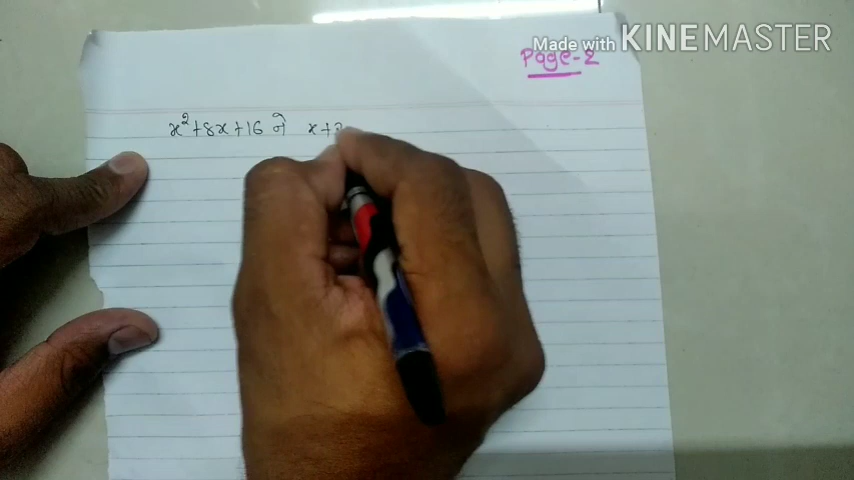 Made with KINEMASTER
Page-2
x²+8x+16 ने x+